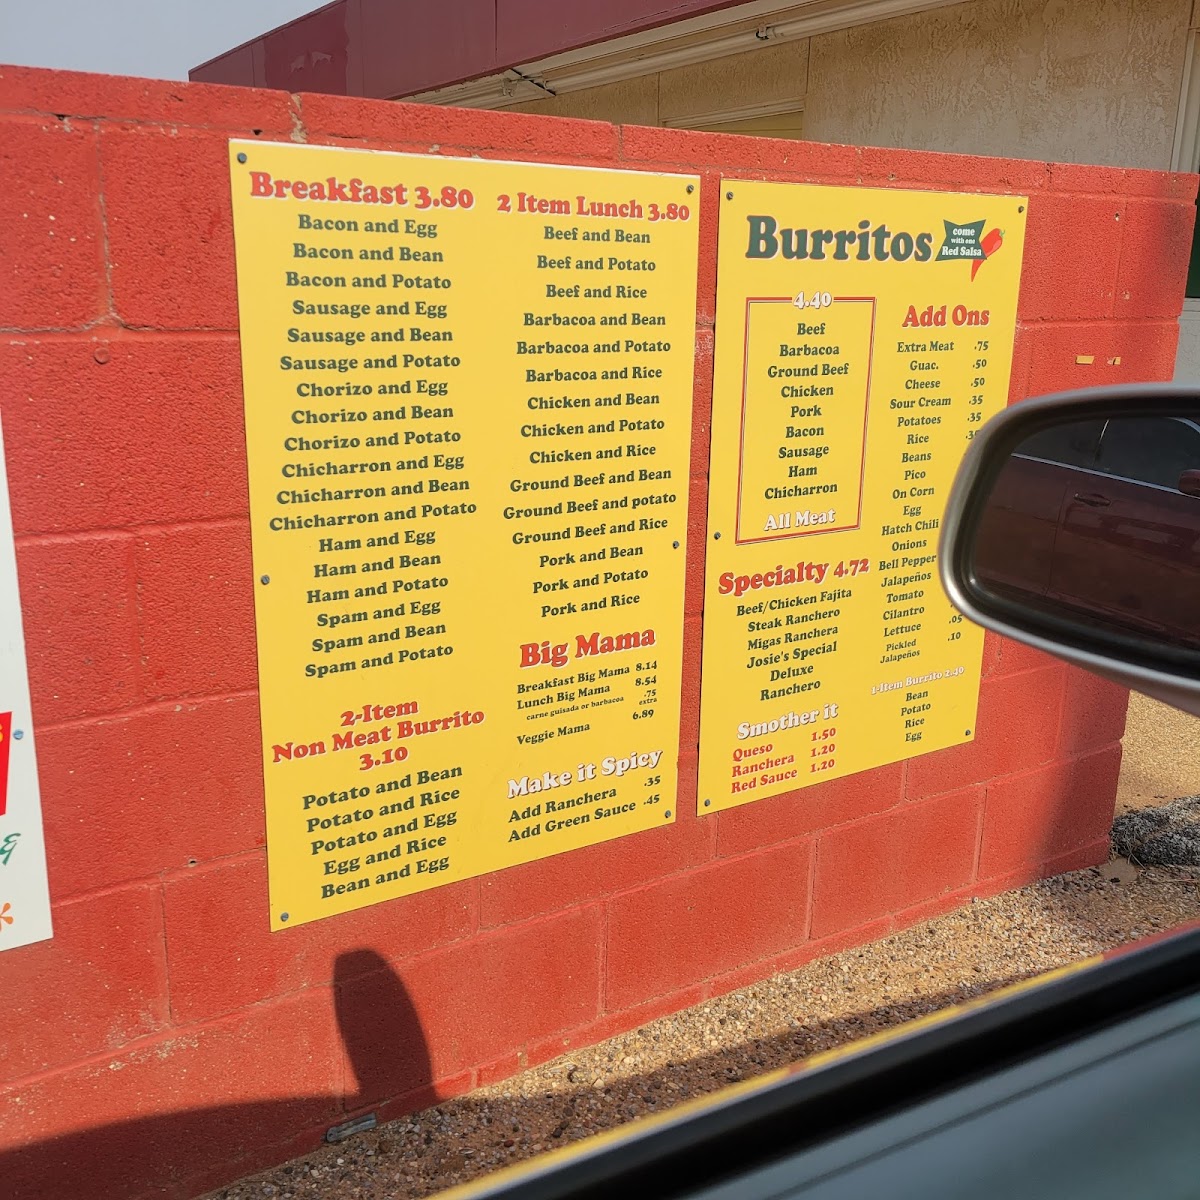 Breakfast 3.80
Bacon and Egg
Bacon and Bean
Bacon and Potato
Sausage and Egg
Sausage and Bean
Sausage and Potato
Chorizo and Egg
Chorizo and Bean
Chorizo and Potato
Chicharron and Egg
Chicharron and Bean
Chicharron and Potato
Ham and Egg
Ham and Bean
Ham and Potato
Spam and Egg
Spam and Bean
Spam and Potato
2-Item
Non Meat Burrito
3.10
Potato and Bean
Potato and Rice
Potato and Egg
Egg and Rice
Bean and Egg
2 Item Lunch 3.80
Beef and Bean
Beef and Potato
Beef and Rice
Barbacoa and Bean
Barbacoa and Potato
Barbacoa and Rice
Chicken and Bean
Chicken and Potato
Chicken and Rice
Ground Beef and Bean
Ground Beef and potato
Ground Beef and Rice
Pork and Bean
Pork and Potato
Pork and Rice
Big Mama
Breakfast Big Mama 8.14
Lunch Big Mama 8.54
carne guisada or barbacoa .75 extra
Veggie Mama 6.89
Make it Spicy
Add Ranchera .35
Add Green Sauce .45
Burritos
come
with one
Red Salsa
4.40
Beef
Barbacoa
Ground Beef
Chicken
Pork
Bacon
Sausage
Ham
Chicharron
All Meat
Specialty 4.72
Beef/Chicken Fajita
Steak Ranchero
Migas Ranchera
Josie's Special
Deluxe
Ranchero
Smother it
Queso 1.50
Ranchera 1.20
Red Sauce 1.20
Add Ons
Extra Meat .75
Guac. .50
Cheese .50
Sour Cream .35
Potatoes .35
Rice
Beans
Pico
On Corn
Egg
Hatch Chili
Onions
Bell Pepper
Jalapeños
Tomato
Cilantro
Lettuce .05
Pickled
Jalapeños .10
1-Item Burrito 2.40
Bean
Potato
Rice
Egg